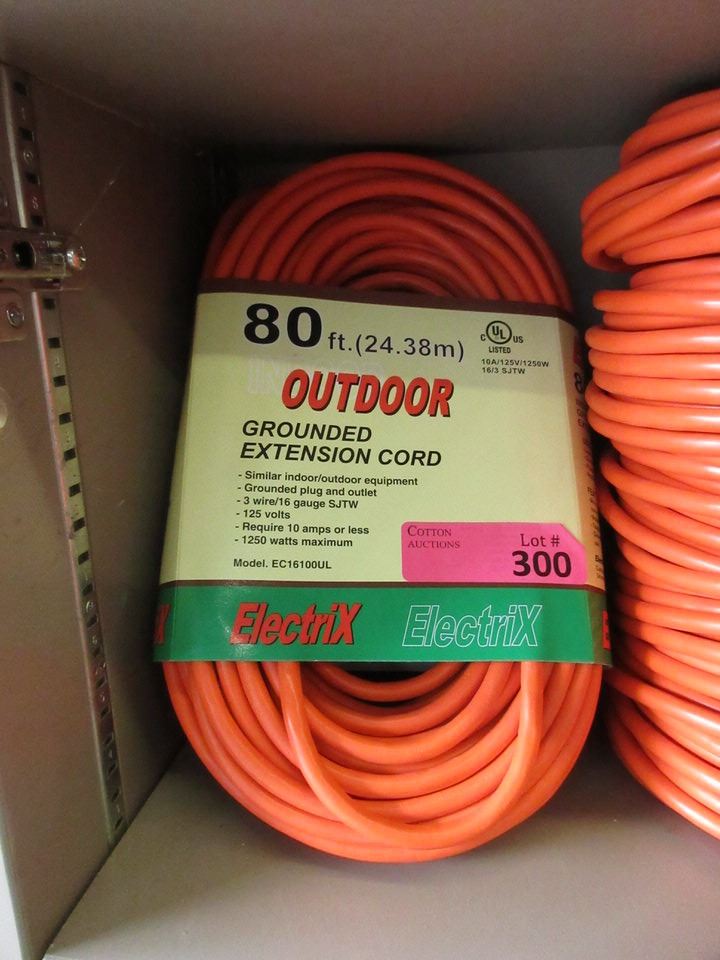 80 ft.(24.38m)
C UL US
LISTED
10A/125V/1250W
16/3 SJTW
OUTDOOR
GROUNDED
EXTENSION CORD
- Similar indoor/outdoor equipment
- Grounded plug and outlet
- 3 wire/16 gauge SJTW
- 125 volts
- Require 10 amps or less
- 1250 watts maximum
Model. EC16100UL
COTTON
AUCTIONS
Lot #
300
ElectriX ElectriX